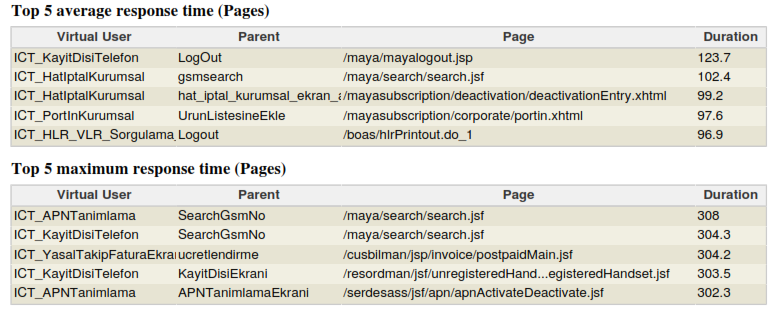 Top 5 average response time (Pages)
Virtual User Parent Page Duration
ICT_KayitDisiTelefon LogOut /maya/mayalogout.jsp 123.7
ICT_HatIptalKurumsal gsmsearch /maya/search/search.jsf 102.4
ICT_HatIptalKurumsal hat_iptal_kurumsal_ekran_a /mayasubscription/deactivation/deactivationEntry.xhtml 99.2
ICT_PortInKurumsal UrunListesineEkle /mayasubscription/corporate/portin.xhtml 97.6
ICT_HLR_VLR_Sorgulama_ Logout /boas/hlrPrintout.do_1 96.9
Top 5 maximum response time (Pages)
Virtual User Parent Page Duration
ICT_APNTanimlama SearchGsmNo /maya/search/search.jsf 308
ICT_KayitDisiTelefon SearchGsmNo /maya/search/search.jsf 304.3
ICT_YasalTakipFaturaEkra ucretlendirme /cusbilman/jsp/invoice/postpaidMain.jsf 304.2
ICT_KayitDisiTelefon KayitDisiEkrani /resordman/jsf/unregisteredHand...egisteredHandset.jsf 303.5
ICT_APNTanimlama APNTanimlamaEkrani /serdesass/jsf/apn/apnActivateDeactivate.jsf 302.3